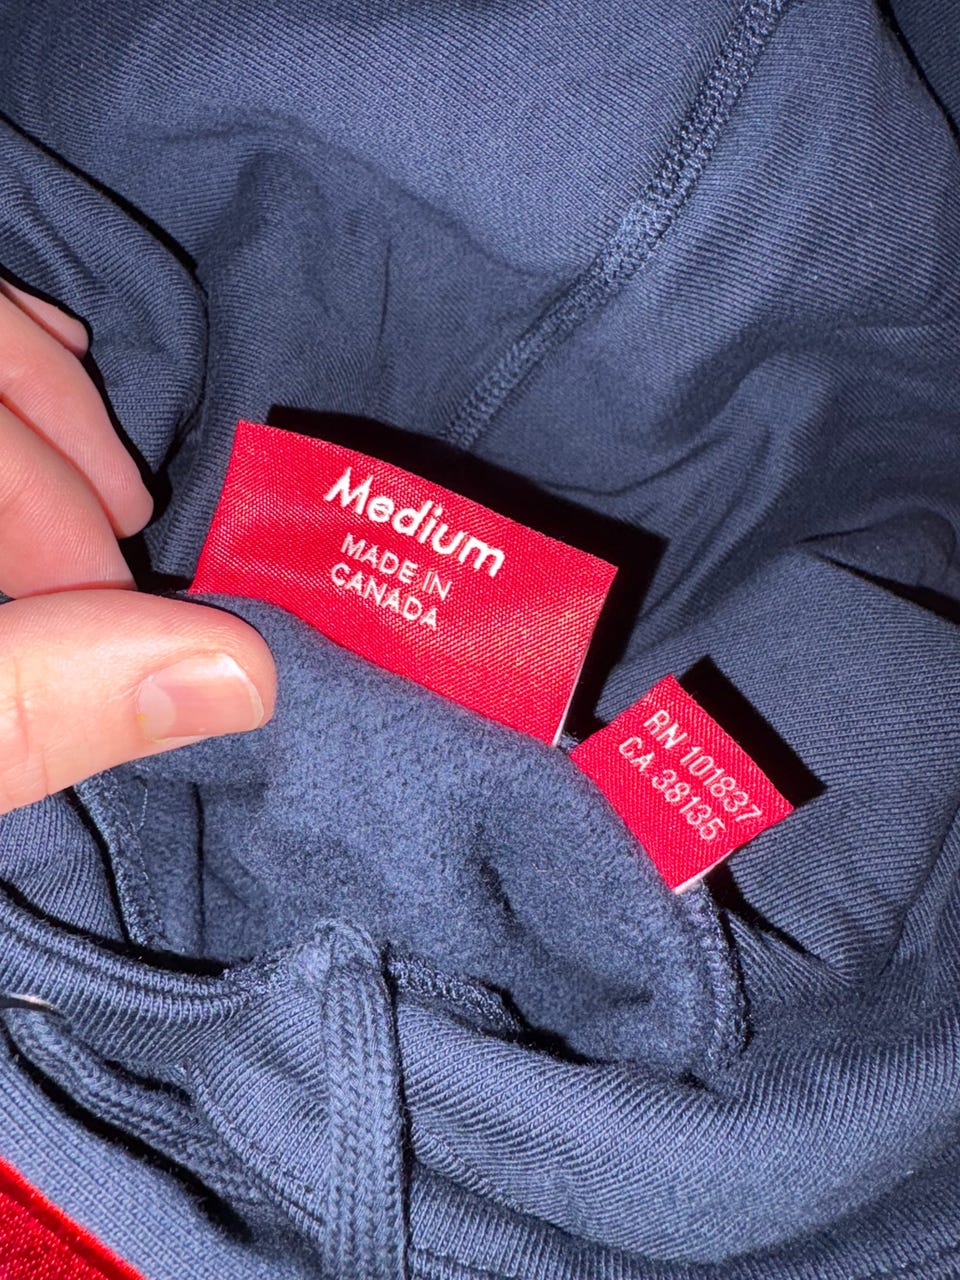 Medium
MADE IN
CANADA
RN 101837
CA 38135